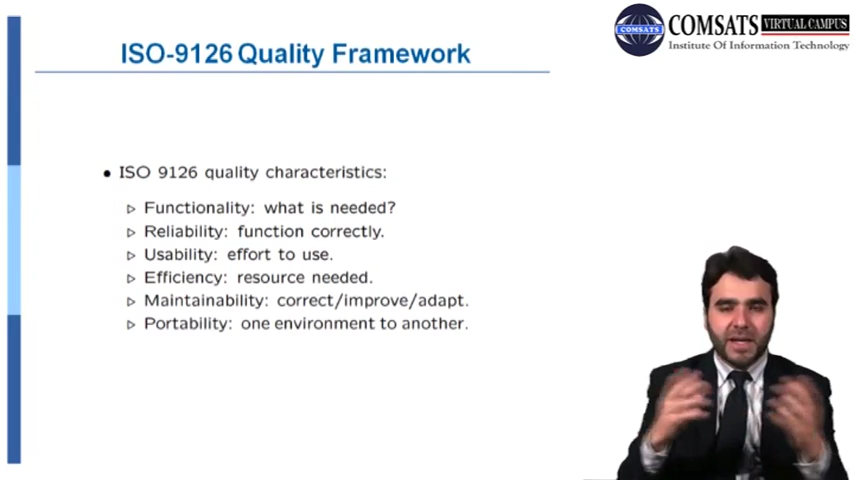 ISO-9126 Quality Framework
COMSATS VIRTUAL CAMPUS
COMSATS
Institute Of Information Technology
• ISO 9126 quality characteristics:
▷ Functionality: what is needed?
▷ Reliability: function correctly.
▷ Usability: effort to use.
▷ Efficiency: resource needed.
▷ Maintainability: correct/improve/adapt.
▷ Portability: one environment to another.